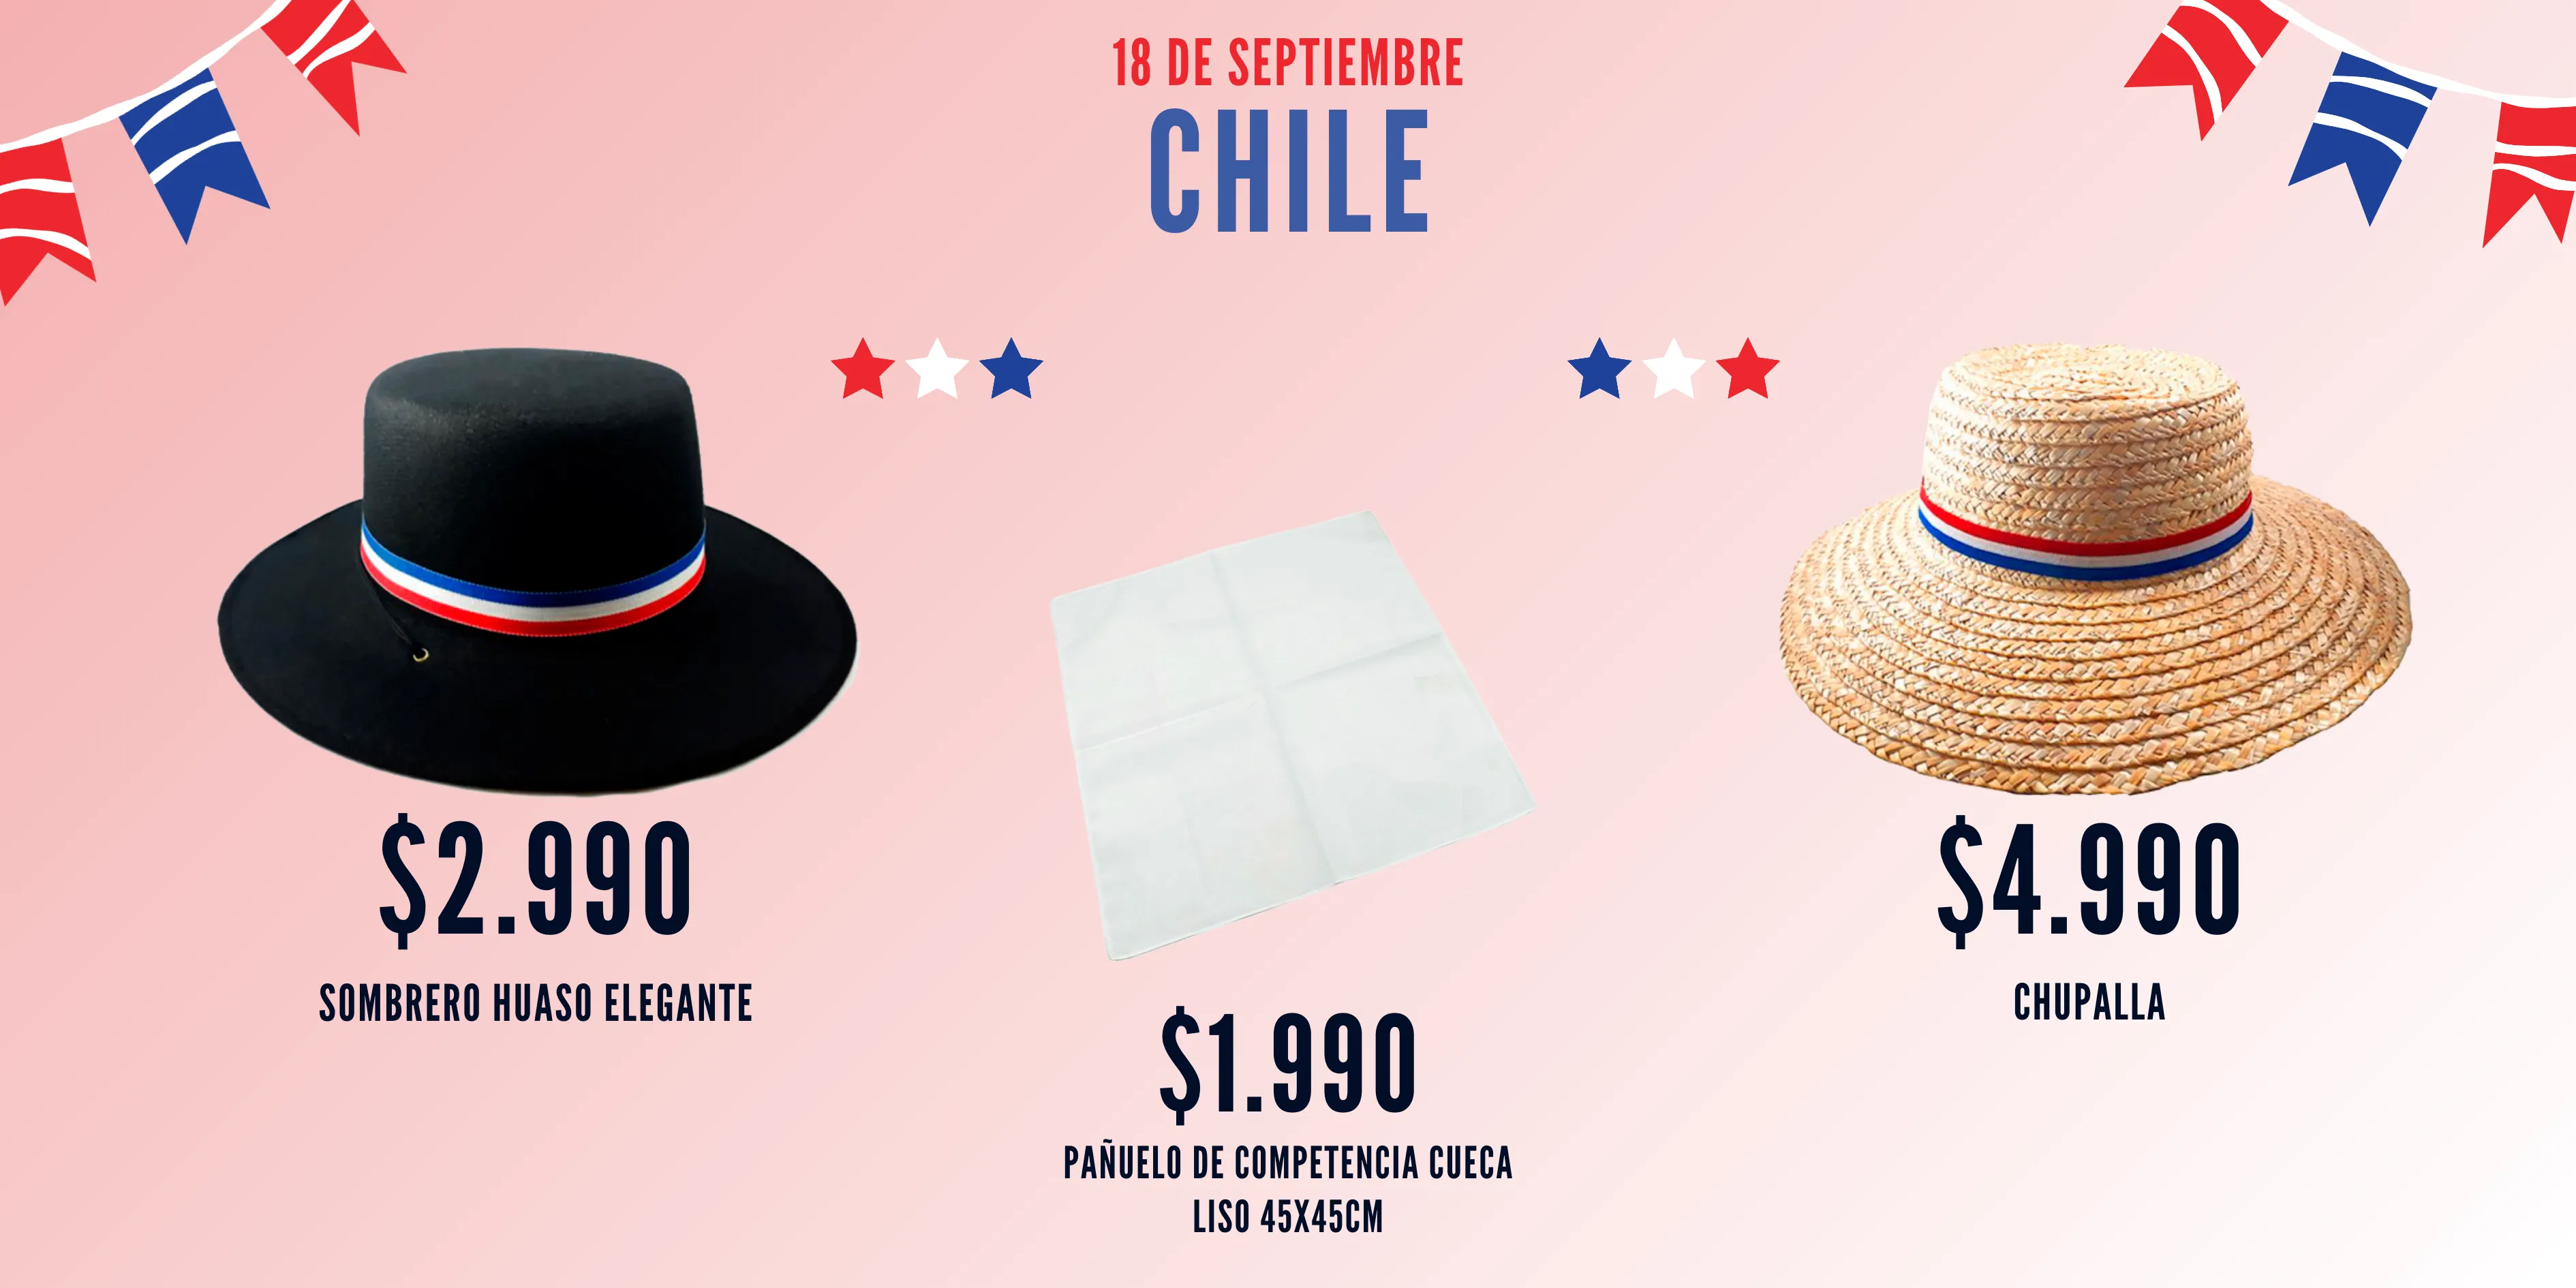 18 DE SEPTIEMBRE
CHILE
$2.990
SOMBRERO HUASO ELEGANTE
$1.990
PAÑUELO DE COMPETENCIA CUECA
LISO 45X45CM
$4.990
CHUPALLA